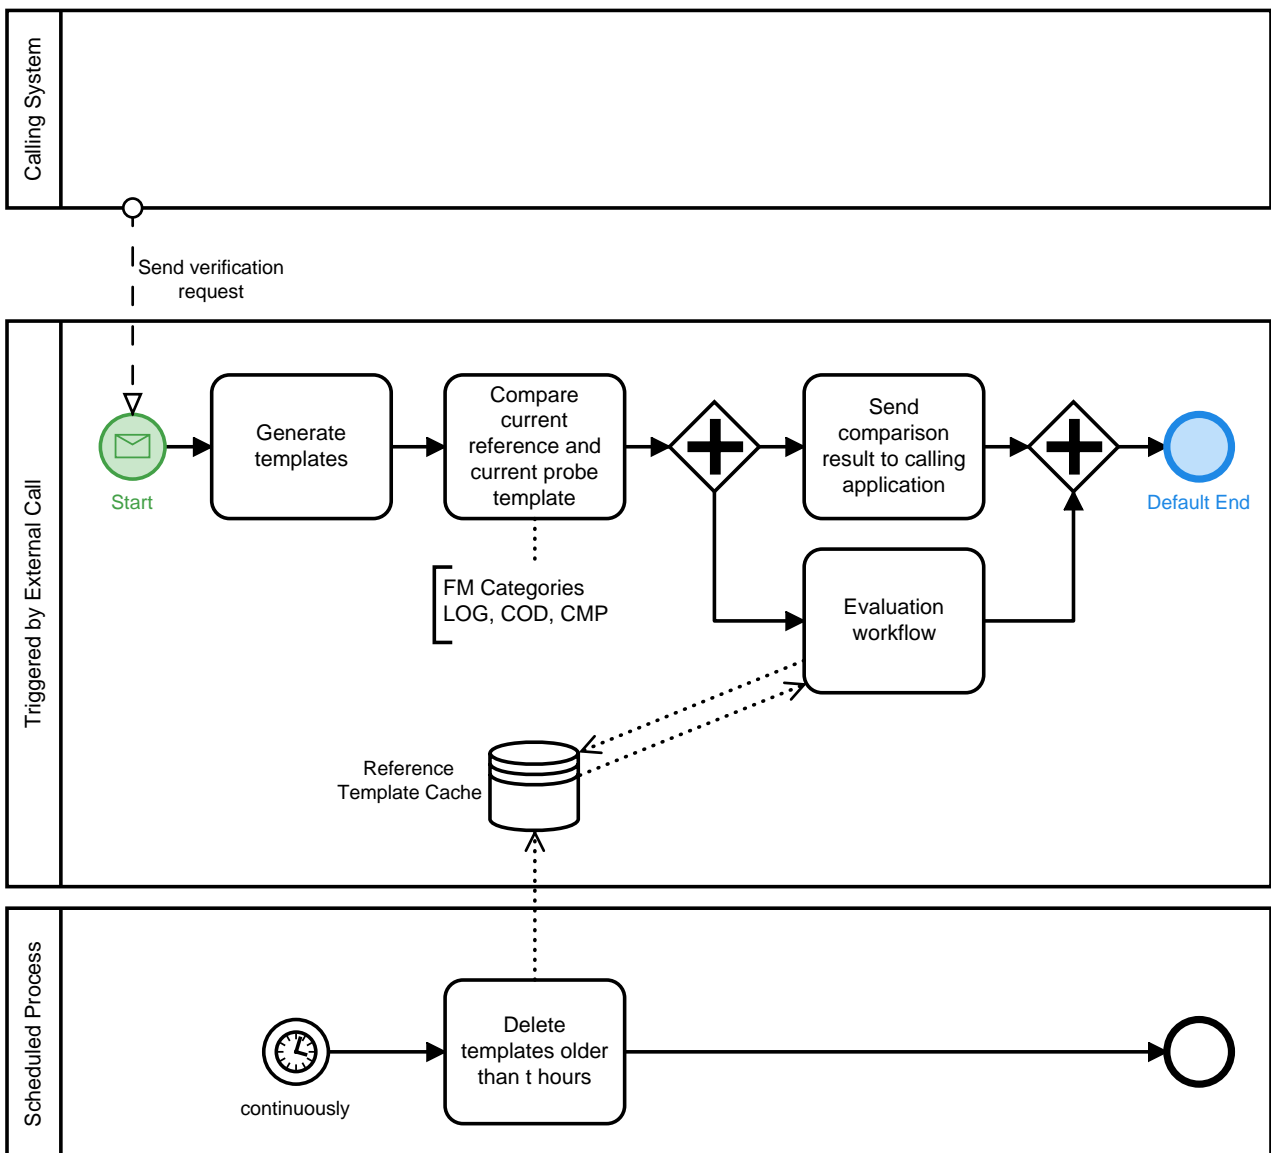 Calling System
Send verification
request
Triggered by External Call
Start
Generate
templates
Compare
current
reference and
current probe
template
Send
comparison
result to calling
application
Default End
FM Categories
LOG, COD, CMP
Evaluation
workflow
Reference
Template Cache
Scheduled Process
continuously
Delete
templates older
than t hours